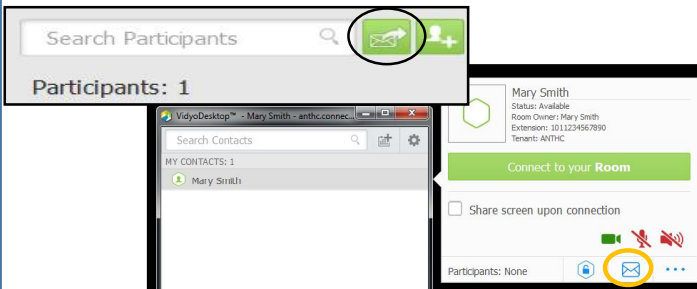 Search Participants
Participants: 1
VidyoDesktop™ - Mary Smith - anthc.connec...
Search Contacts
MY CONTACTS: 1
Mary Smith
Mary Smith
Status: Available
Room Owner: Mary Smith
Extension: 1011234567890
Tenant: ANTHC
Connect to your Room
Share screen upon connection
Participants: None